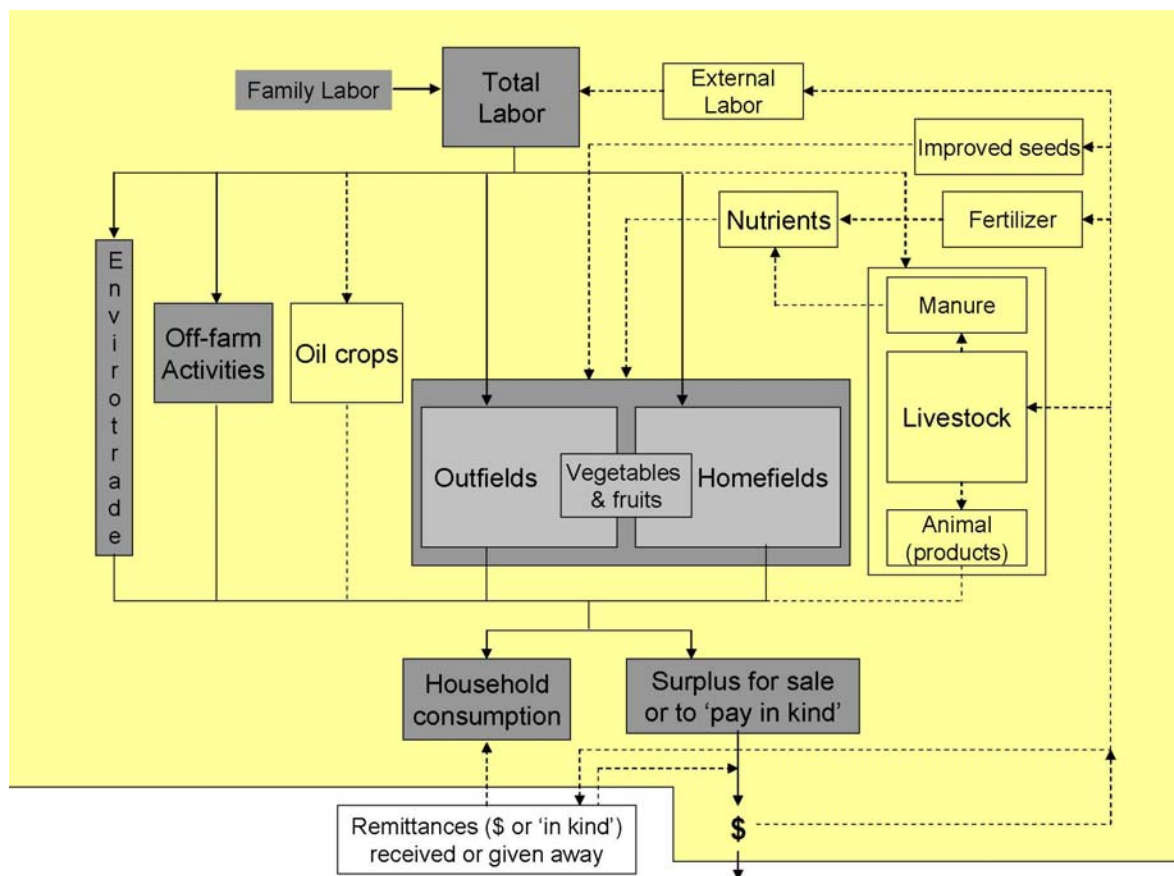 Family Labor
Total
Labor
External
Labor
Improved seeds
Nutrients
Fertilizer
Envirotrade
Off-farm
Activities
Oil crops
Manure
Livestock
Outfields
Vegetables
& fruits
Homefields
Animal
(products)
Household
consumption
Surplus for sale
or to ‘pay in kind’
Remittances ($ or ‘in kind’)
received or given away
$